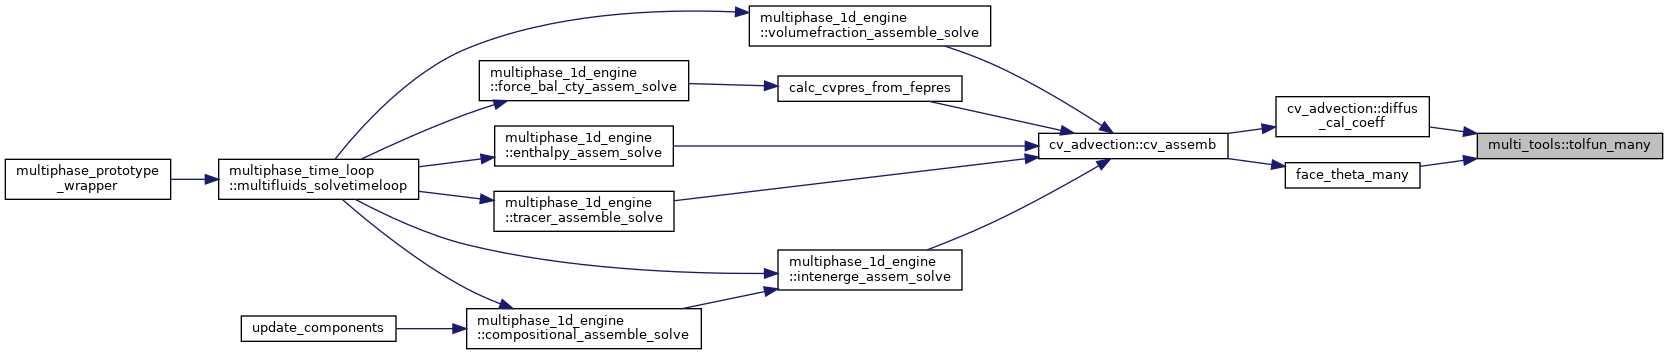 multiphase_1d_engine
::volumefraction_assemble_solve
multiphase_1d_engine
::force_bal_cty_assem_solve
calc_cvpres_from_fepres
cv_advection::diffus
_cal_coeff
multiphase_1d_engine
::enthalpy_assem_solve
cv_advection::cv_assemb
multi_tools::tolfun_many
multiphase_prototype
_wrapper
multiphase_time_loop
::multifluids_solvetimeloop
face_theta_many
multiphase_1d_engine
::tracer_assemble_solve
multiphase_1d_engine
::intenerge_assem_solve
update_components
multiphase_1d_engine
::compositional_assemble_solve